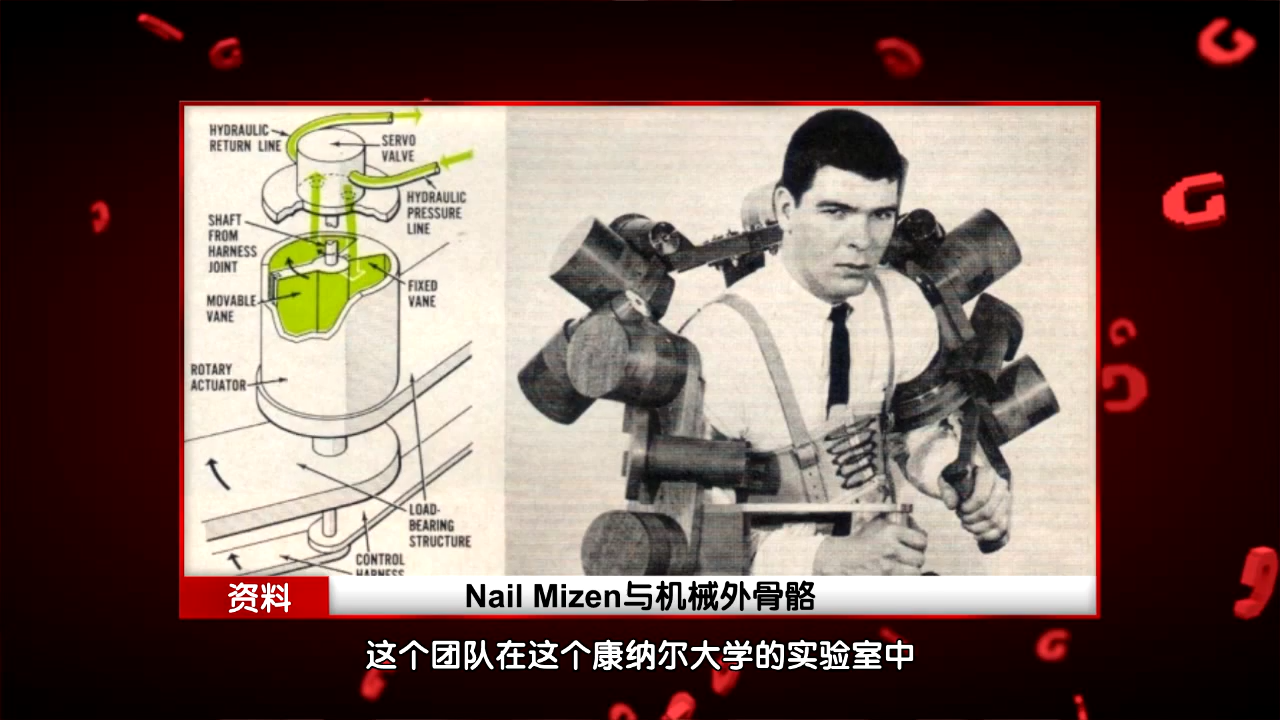 HYDRAULIC
RETURN LINE
SERVO
VALVE
HYDRAULIC
PRESSURE
LINE
SHAFT
FROM
HARNESS
JOINT
MOVABLE
VANE
FIXED
VANE
ROTARY
ACTUATOR
LOAD-
BEARING
STRUCTURE
CONTROL
HARNESS
资料
Nail Mizen与机械外骨骼
这个团队在这个康纳尔大学的实验室中